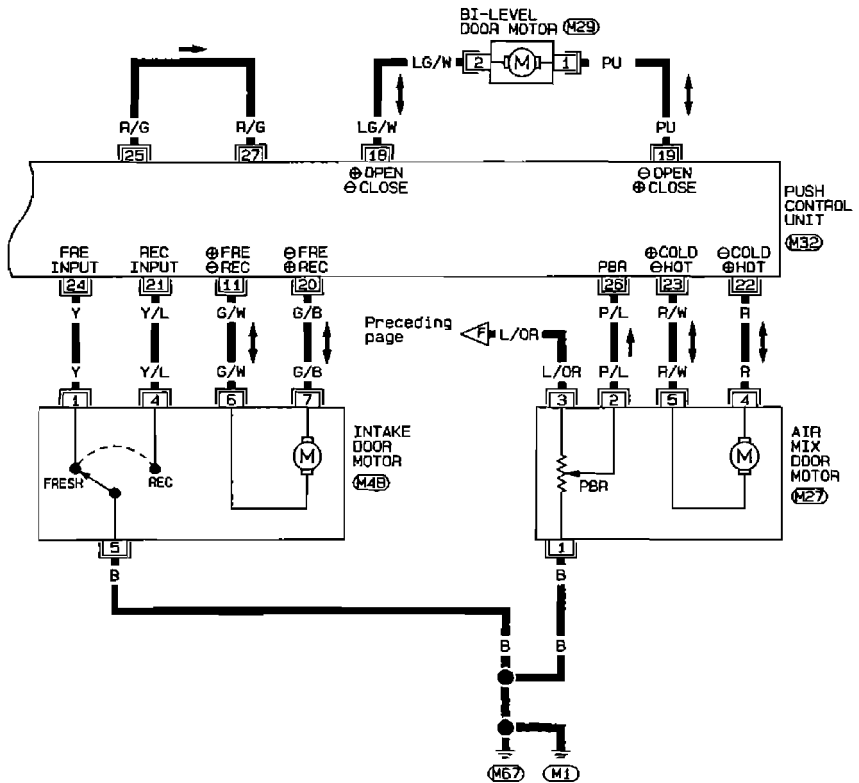 BI-LEVEL
DOOR MOTOR M29
LG/W 2 M 1 PU
R/G R/G LG/W PU
25 27 18 19
⊕ OPEN
⊖ CLOSE
⊖ OPEN
⊕ CLOSE
PUSH
CONTROL
UNIT
M32
FRE
INPUT
REC
INPUT
⊕ FRE
⊖ REC
⊖ FRE
⊕ REC
PBR
⊕ COLD
⊖ HOT
⊖ COLD
⊕ HOT
24 21 11 20 26 23 22
Y Y/L G/W G/B P/L R/W R
Preceding
page
F L/OR
Y Y/L G/W G/B L/OR P/L R/W R
1 4 6 7 3 2 5 4
FRESH REC
M
INTAKE
DOOR
MOTOR
M48
PBR
M
AIR
MIX
DOOR
MOTOR
M27
5 1
B B
B B
M67 M1